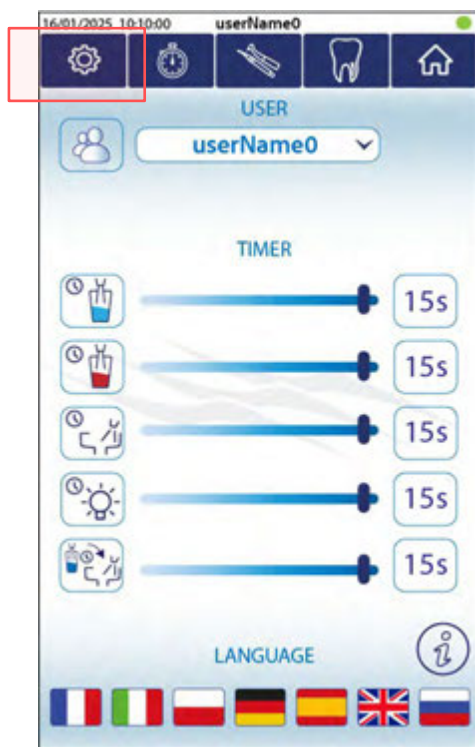 16/01/2025 10:10:00 userName0
USER
userName0
TIMER
15s
15s
15s
15s
15s
i
LANGUAGE